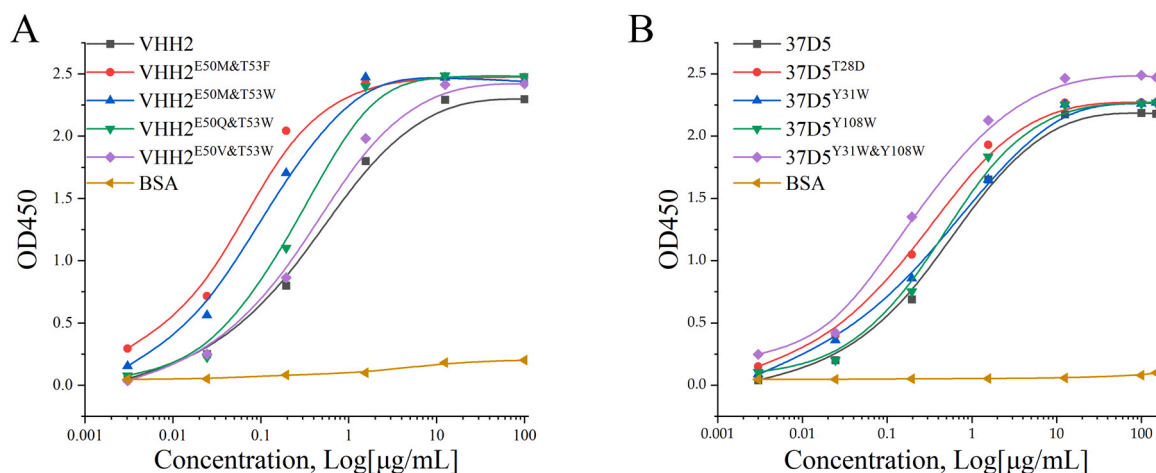 A
VHH2
VHH2E50M&T53F
VHH2E50M&T53W
VHH2E50Q&T53W
VHH2E50V&T53W
BSA
2.5
2.0
1.5
1.0
0.5
0.0
OD450
0.001 0.01 0.1 1 10 100
Concentration, Log[μg/mL]
B
37D5
37D5T28D
37D5Y31W
37D5Y108W
37D5Y31W&Y108W
BSA
2.5
2.0
1.5
1.0
0.5
0.0
OD450
0.001 0.01 0.1 1 10 100
Concentration, Log[μg/mL]